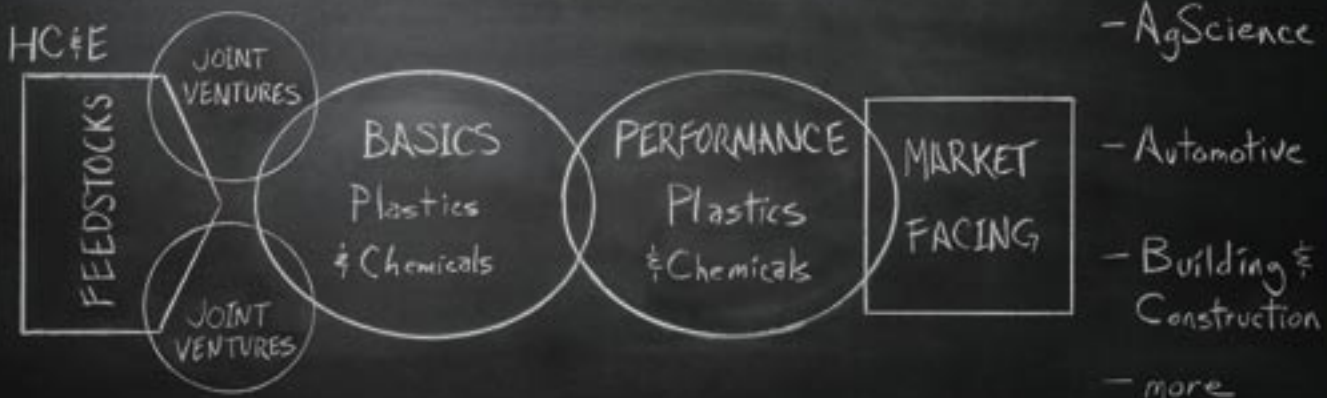 HC&E
FEEDSTOCKS
JOINT
VENTURES
JOINT
VENTURES
BASICS
Plastics
& Chemicals
PERFORMANCE
Plastics
& Chemicals
MARKET
FACING
- AgScience
- Automotive
- Building &
Construction
- more